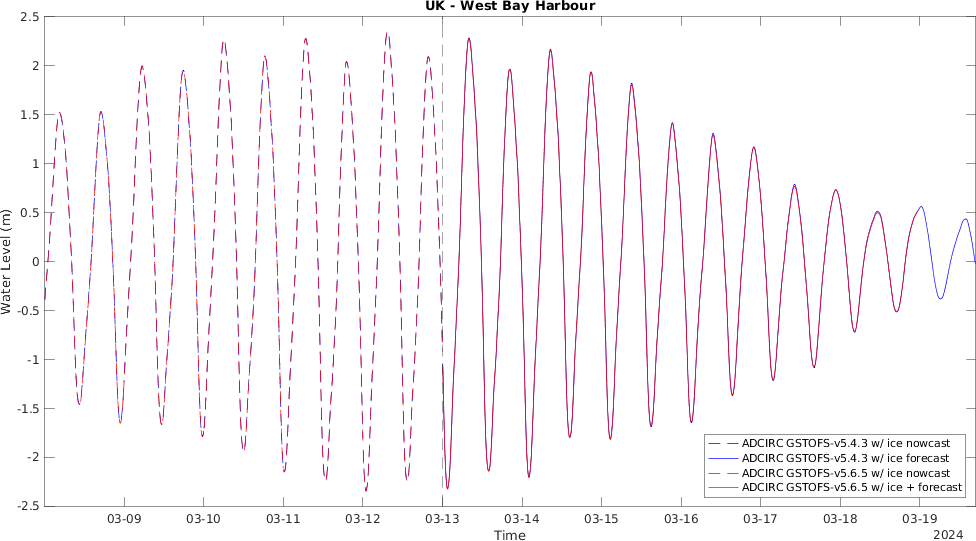 UK - West Bay Harbour
2.5
2
1.5
1
0.5
0
-0.5
-1
-1.5
-2
-2.5
Water Level (m)
ADCIRC GSTOFS-v5.4.3 w/ ice nowcast
ADCIRC GSTOFS-v5.4.3 w/ ice forecast
ADCIRC GSTOFS-v5.6.5 w/ ice nowcast
ADCIRC GSTOFS-v5.6.5 w/ ice + forecast
03-09 03-10 03-11 03-12 03-13 03-14 03-15 03-16 03-17 03-18 03-19
Time
2024